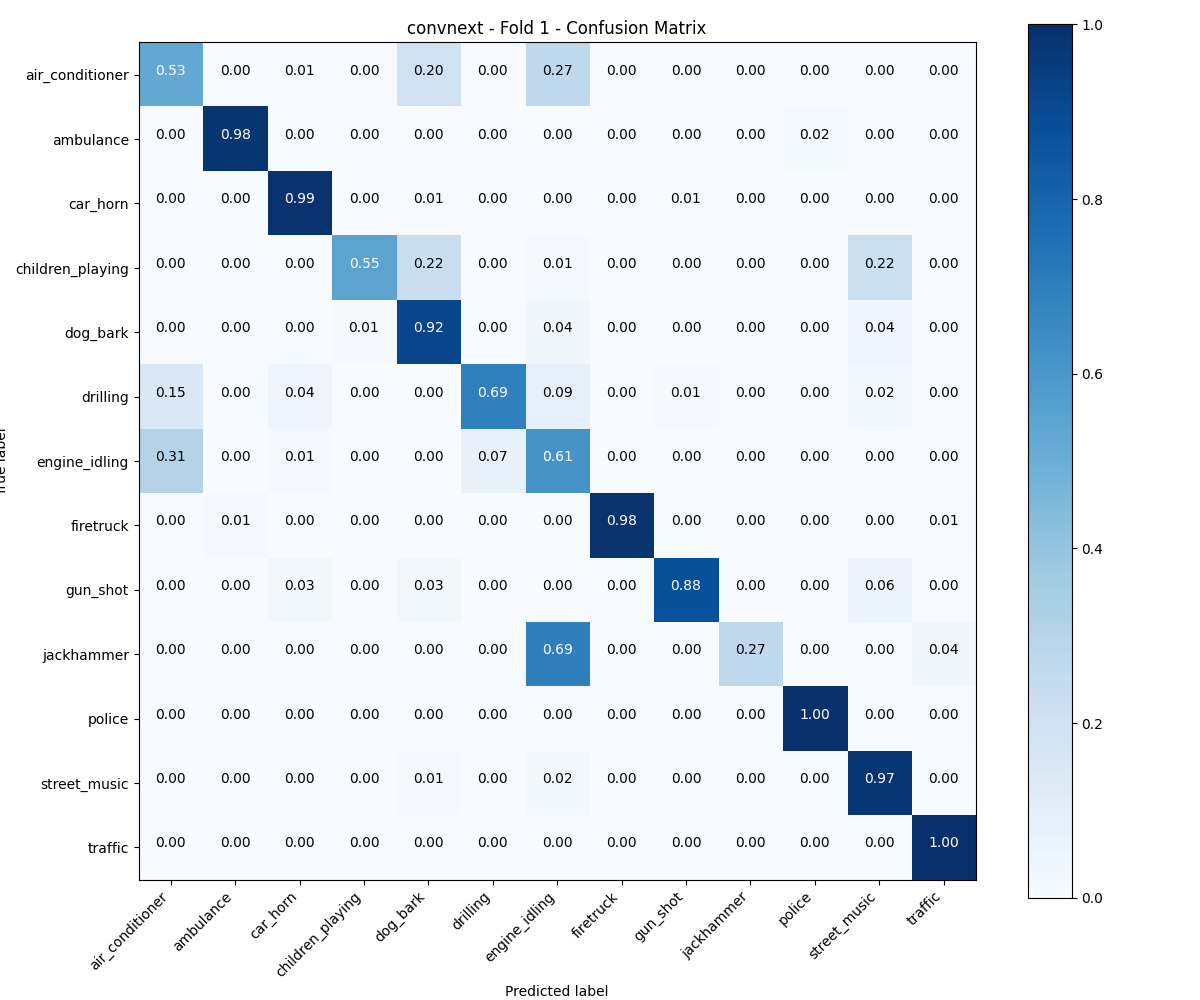 convnext - Fold 1 - Confusion Matrix
1.0
air_conditioner 0.53 0.00 0.01 0.00 0.20 0.00 0.27 0.00 0.00 0.00 0.00 0.00 0.00
ambulance 0.00 0.98 0.00 0.00 0.00 0.00 0.00 0.00 0.00 0.00 0.02 0.00 0.00
car_horn 0.00 0.00 0.99 0.00 0.01 0.00 0.00 0.00 0.01 0.00 0.00 0.00 0.00
0.8
children_playing 0.00 0.00 0.00 0.55 0.22 0.00 0.01 0.00 0.00 0.00 0.00 0.22 0.00
dog_bark 0.00 0.00 0.00 0.01 0.92 0.00 0.04 0.00 0.00 0.00 0.00 0.04 0.00
0.6
drilling 0.15 0.00 0.04 0.00 0.00 0.69 0.09 0.00 0.01 0.00 0.00 0.02 0.00
label
engine_idling 0.31 0.00 0.01 0.00 0.00 0.07 0.61 0.00 0.00 0.00 0.00 0.00 0.00
firetruck 0.00 0.01 0.00 0.00 0.00 0.00 0.00 0.98 0.00 0.00 0.00 0.00 0.01
0.4
gun_shot 0.00 0.00 0.03 0.00 0.03 0.00 0.00 0.00 0.88 0.00 0.00 0.06 0.00
jackhammer 0.00 0.00 0.00 0.00 0.00 0.00 0.69 0.00 0.00 0.27 0.00 0.00 0.04
police 0.00 0.00 0.00 0.00 0.00 0.00 0.00 0.00 0.00 0.00 1.00 0.00 0.00
0.2
street_music 0.00 0.00 0.00 0.00 0.01 0.00 0.02 0.00 0.00 0.00 0.00 0.97 0.00
traffic 0.00 0.00 0.00 0.00 0.00 0.00 0.00 0.00 0.00 0.00 0.00 0.00 1.00
0.0
air_conditioner ambulance car_horn children_playing dog_bark drilling engine_idling firetruck gun_shot jackhammer police street_music traffic
Predicted label